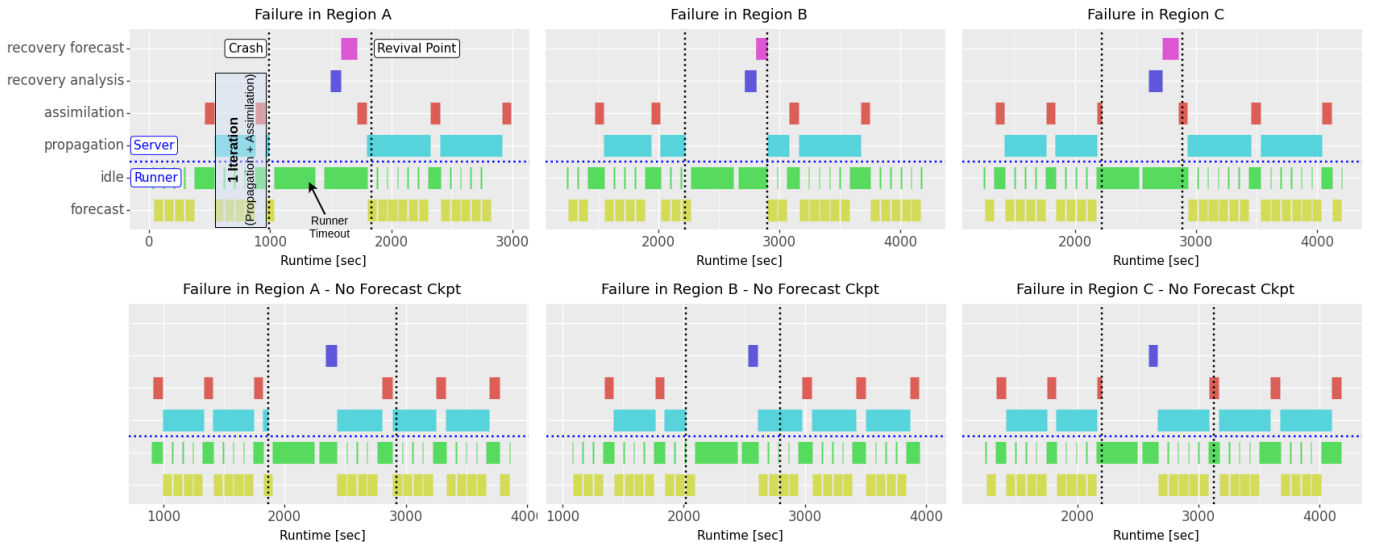 Failure in Region A
Failure in Region B
Failure in Region C
recovery forecast
recovery analysis
assimilation
propagation
idle
forecast
Crash
Revival Point
Server
Runner
1 Iteration
(Propagation + Assimilation)
Runner
Timeout
0
1000
2000
3000
2000
3000
4000
2000
3000
4000
Runtime [sec]
Runtime [sec]
Runtime [sec]
Failure in Region A - No Forecast Ckpt
Failure in Region B - No Forecast Ckpt
Failure in Region C - No Forecast Ckpt
1000
2000
3000
400
1000
2000
3000
4000
2000
3000
4000
Runtime [sec]
Runtime [sec]
Runtime [sec]